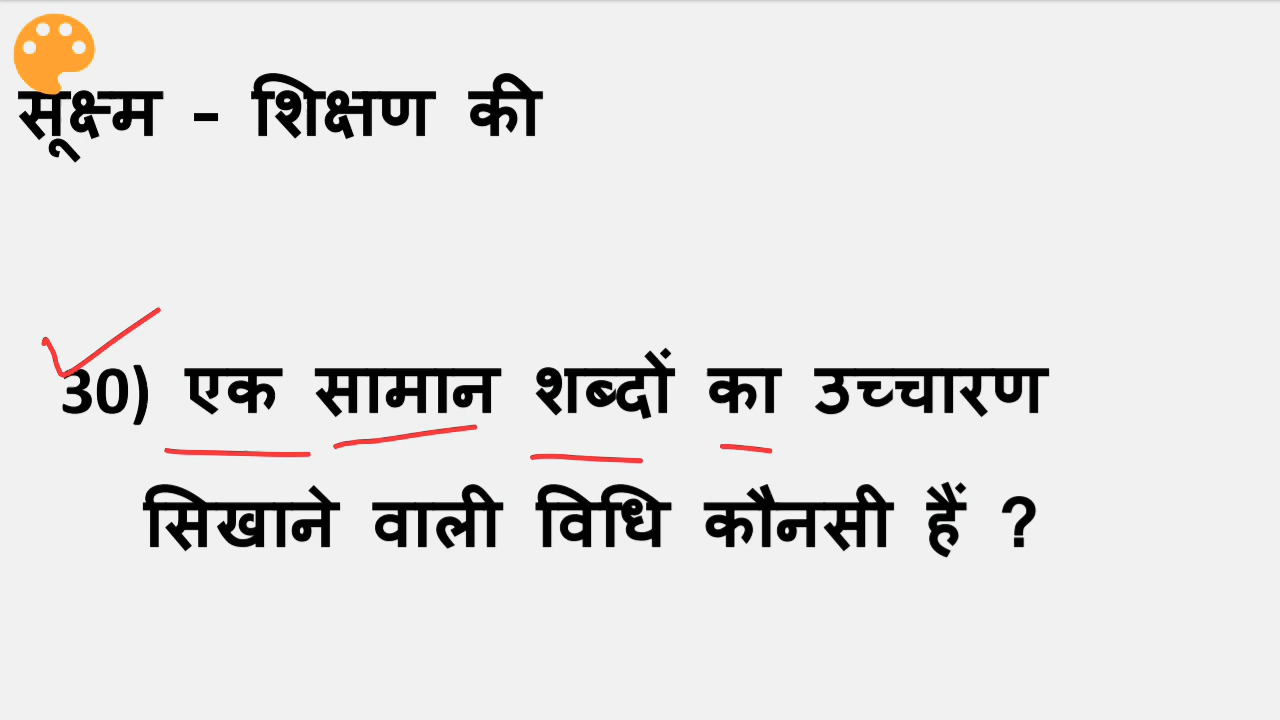 सूक्ष्म - शिक्षण की
30) एक सामान शब्दों का उच्चारण
सिखाने वाली विधि कौनसी हैं ?